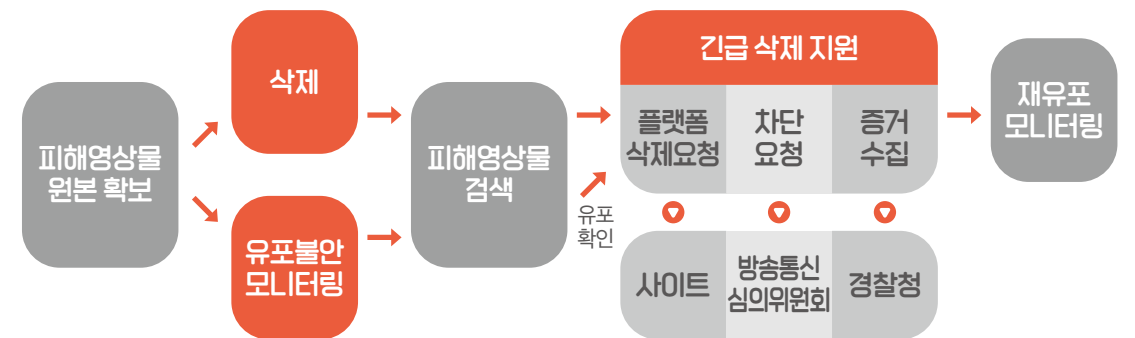 피해영상물
원본 확보
삭제
유포불안
모니터링
피해영상물
검색
유포
확인
긴급 삭제 지원
플랫폼
삭제요청
차단
요청
증거
수집
사이트
방송통신
심의위원회
경찰청
재유포
모니터링